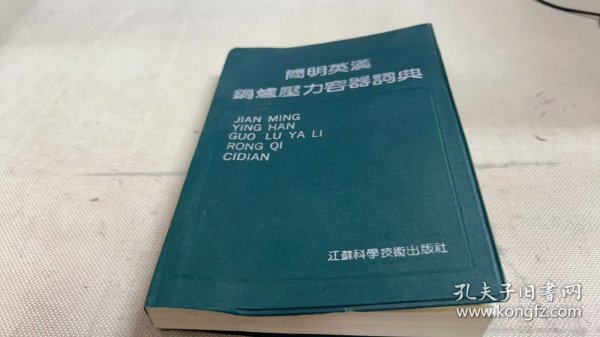 简明英漢
鍋爐壓力容器詞典
JIAN MING
YING HAN
GUO LU YA LI
RONG QI
CIDIAN
江蘇科學技術出版社
孔夫子旧书网
www.kongfz.com